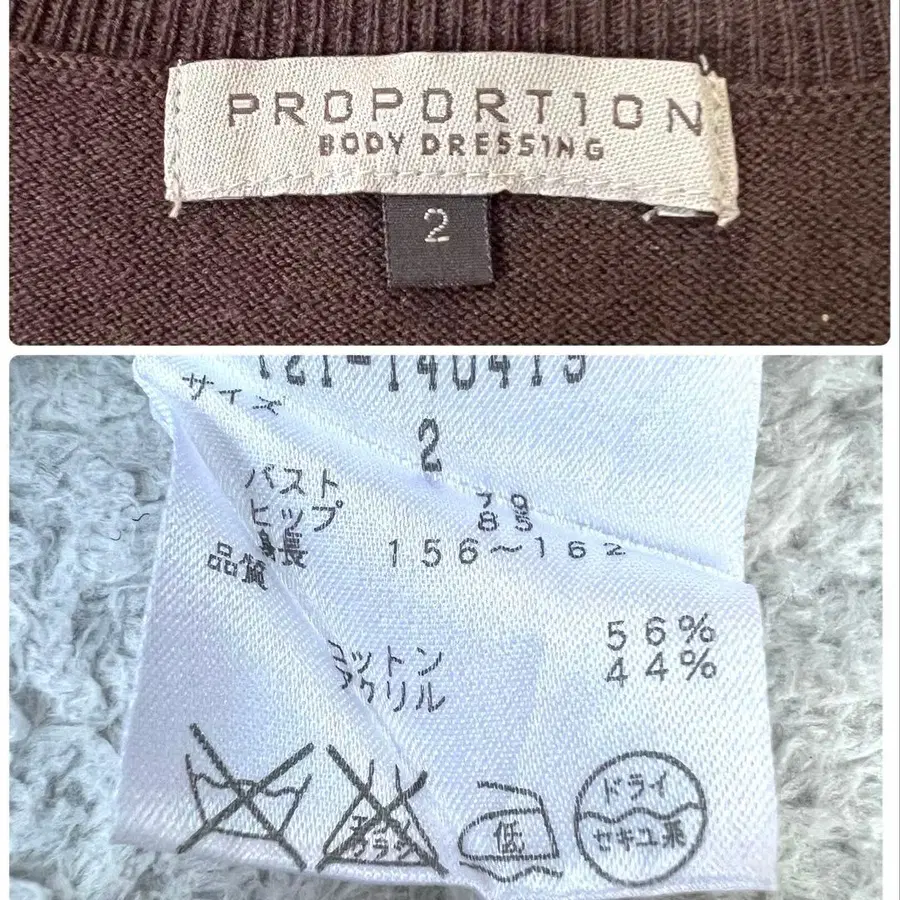 PROPORTION
BODY DRESSING
2
121-140415
サイズ
2
バスト 79
ヒップ 85
身長 156～162
品質
コットン 56%
アクリル 44%
低
ドライ
セキユ系